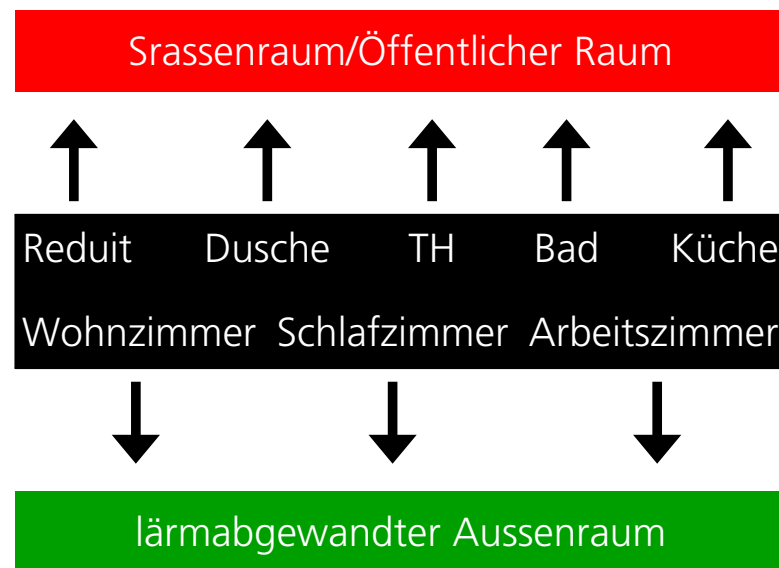 Srassenraum/Öffentlicher Raum
Reduit Dusche TH Bad Küche
Wohnzimmer Schlafzimmer Arbeitszimmer
lärmabgewandter Aussenraum